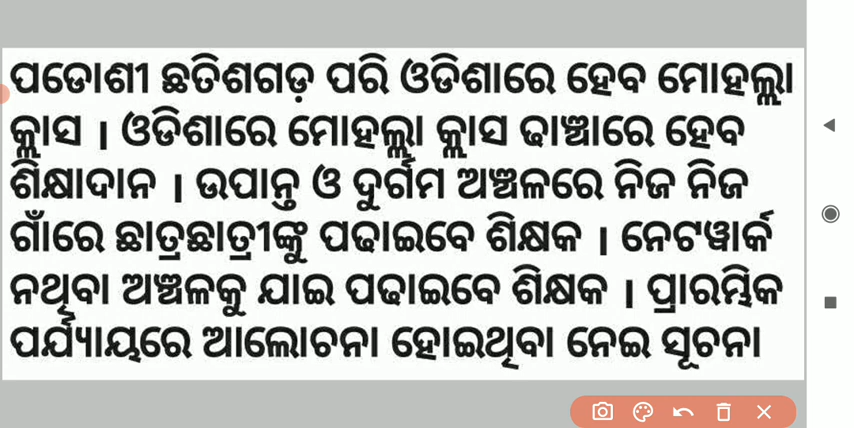 ପଡୋଶୀ ଛତିଶଗଡ଼ ପରି ଓଡିଶାରେ ହେବ ମୋହଲ୍ଲା
କ୍ଲାସ । ଓଡିଶାରେ ମୋହଲ୍ଲା କ୍ଲାସ ଢାଞ୍ଚାରେ ହେବ
ଶିକ୍ଷାଦାନ । ଉପାନ୍ତ ଓ ଦୁର୍ଗମ ଅଞ୍ଚଳରେ ନିଜ ନିଜ
ଗାଁରେ ଛାତ୍ରଛାତ୍ରୀଙ୍କୁ ପଢାଇବେ ଶିକ୍ଷକ । ନେଟୱାର୍କ
ନଥିବା ଅଞ୍ଚଳକୁ ଯାଇ ପଢାଇବେ ଶିକ୍ଷକ । ପ୍ରାରମ୍ଭିକ
ପର୍ଯ୍ୟାୟରେ ଆଲୋଚନା ହୋଇଥିବା ନେଇ ସୂଚନା